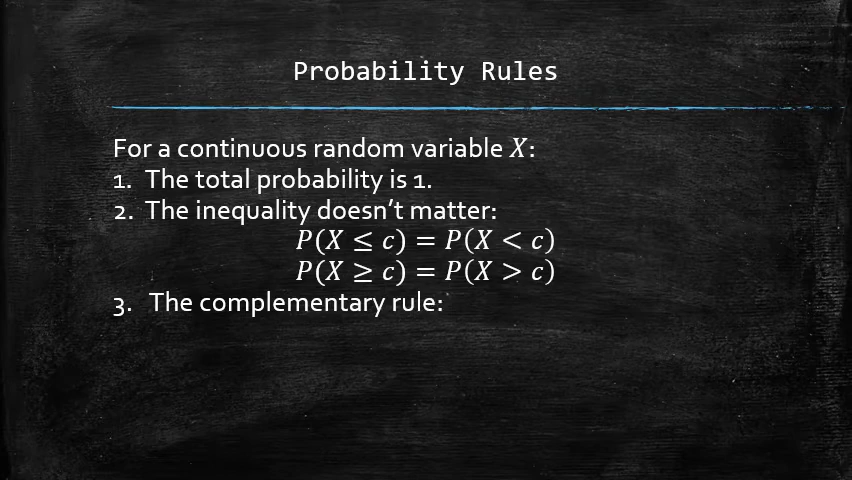 Probability Rules
For a continuous random variable X:
1. The total probability is 1.
2. The inequality doesn’t matter:
P(X ≤ c) = P(X < c)
P(X ≥ c) = P(X > c)
3. The complementary rule: